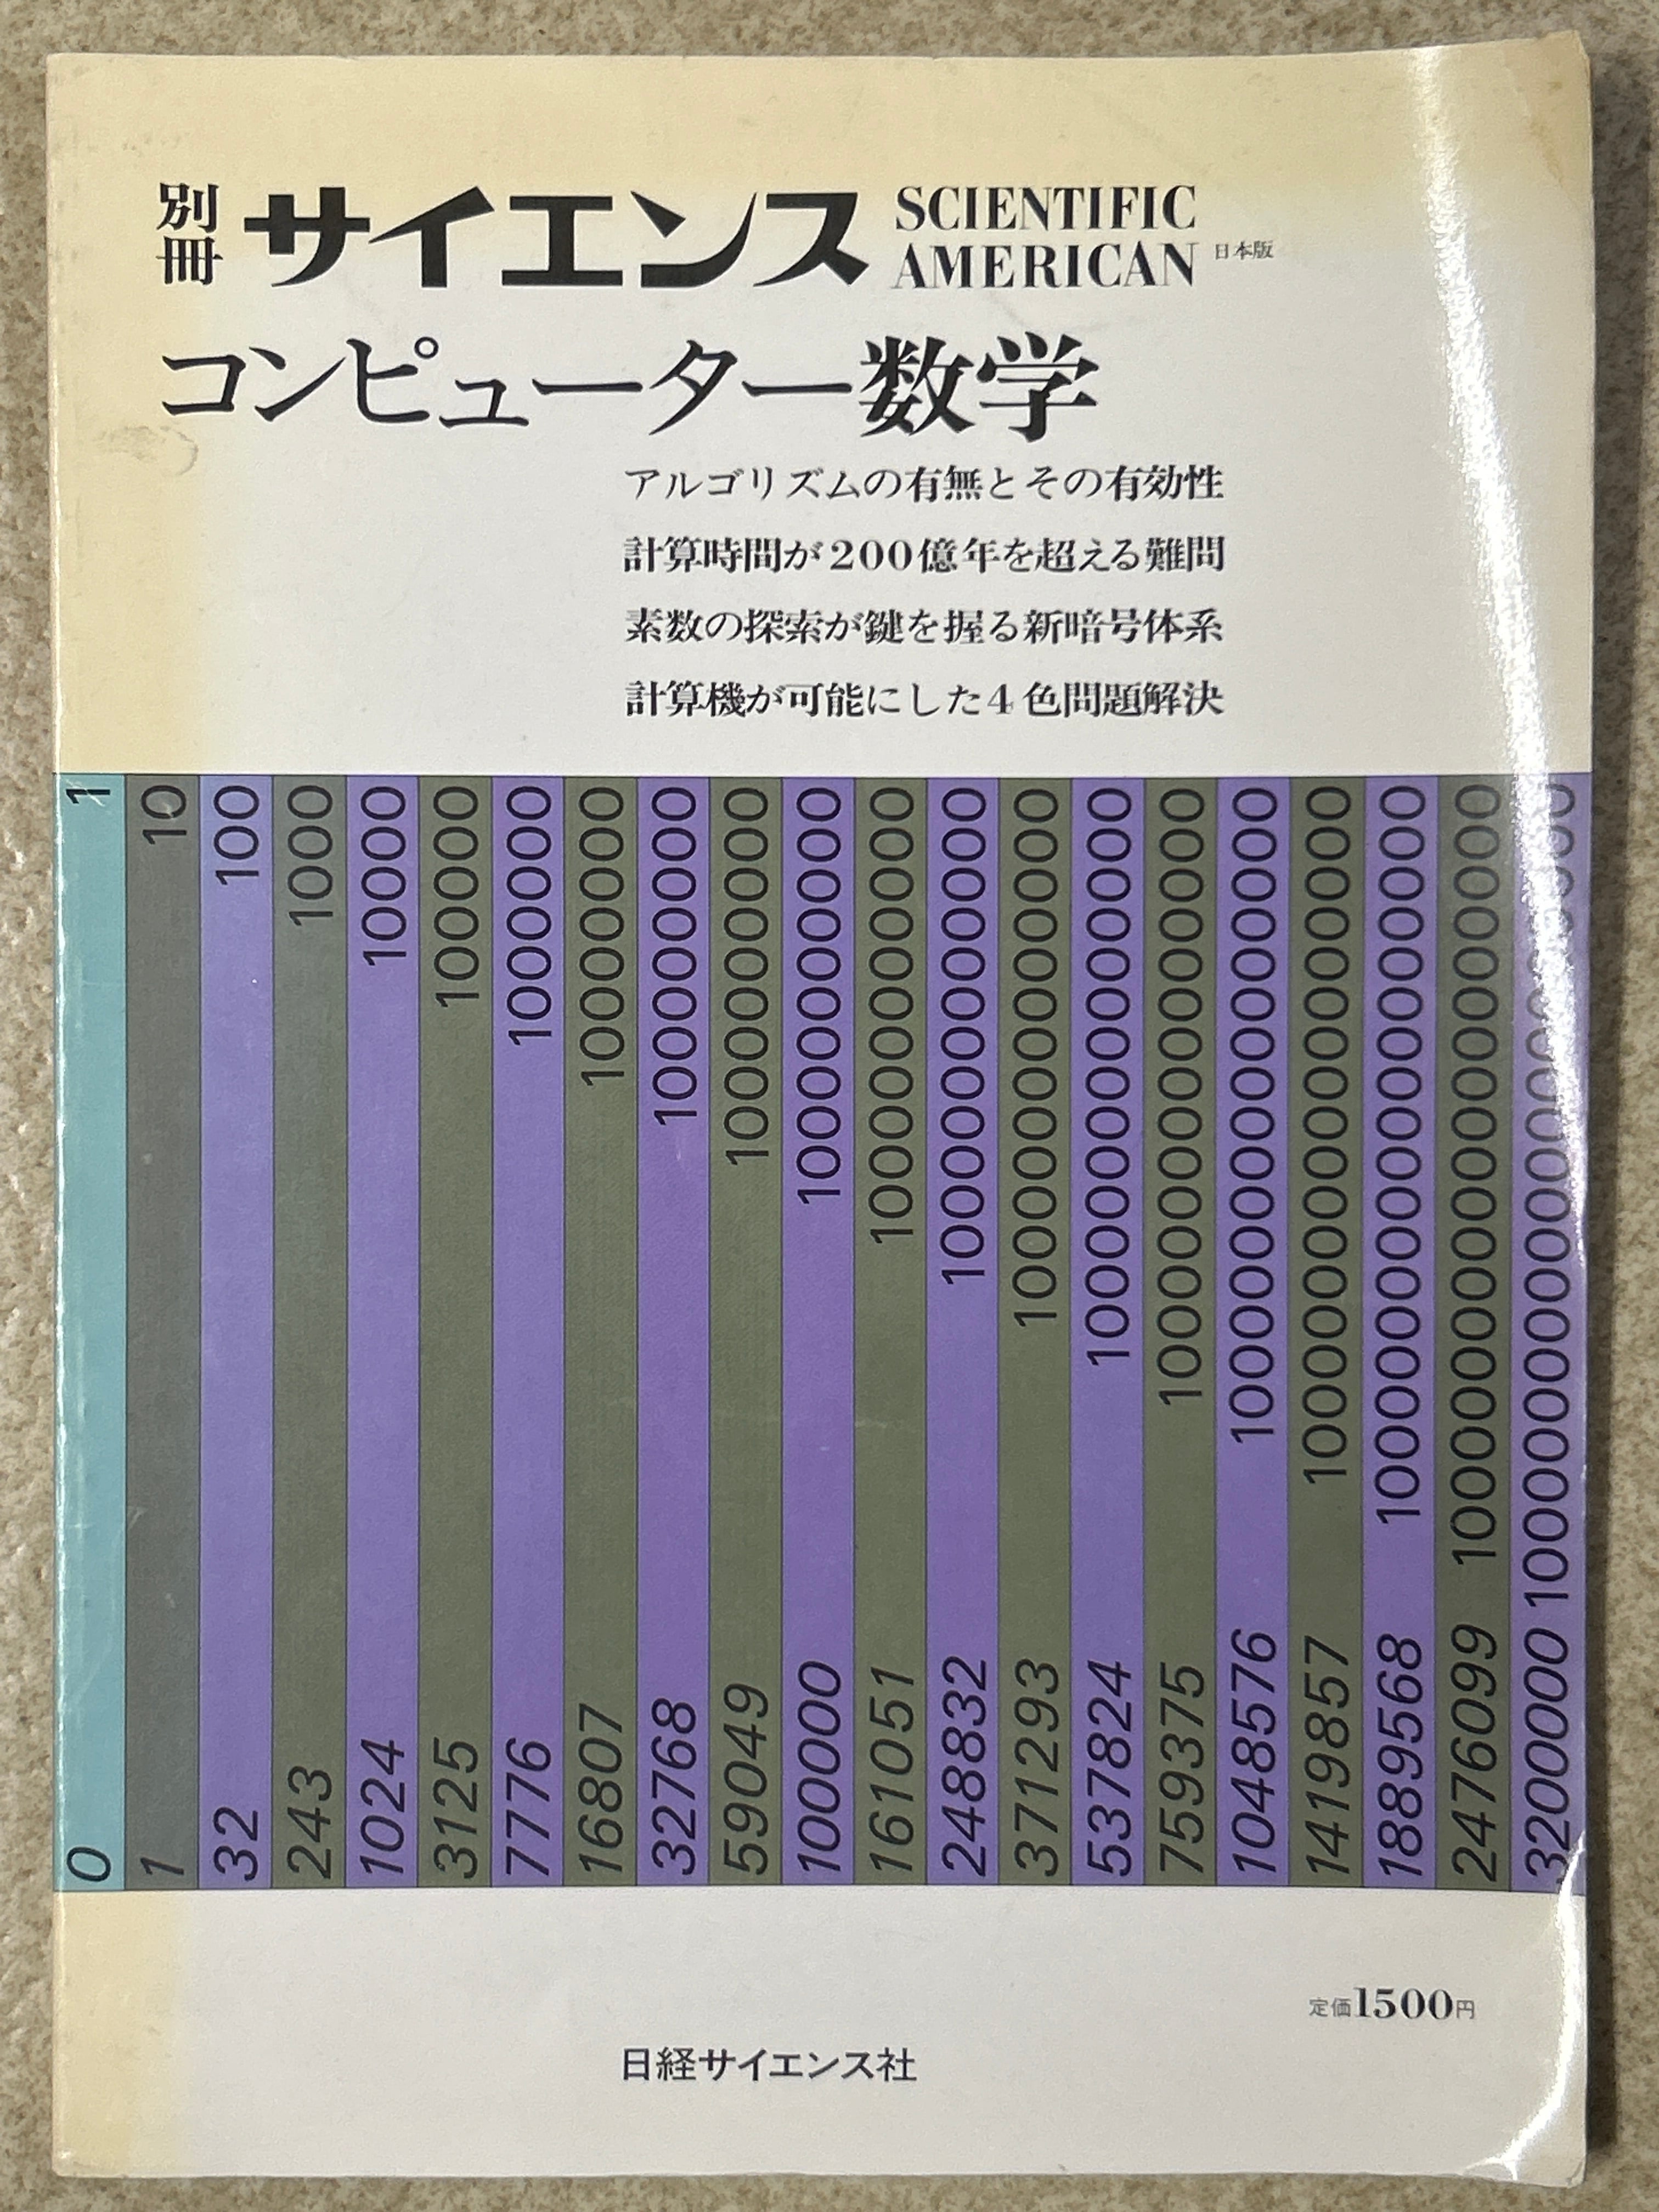 別冊 サイエンス SCIENTIFIC AMERICAN 日本版
コンピューター数学
アルゴリズムの有無とその有効性
計算時間が200億年を超える難問
素数の探索が鍵を握る新暗号体系
計算機が可能にした4色問題解決
0 1
1 10
32 100
243 1000
1024 10000
3125 100000
7776 1000000
16807 10000000
32768 100000000
59049 1000000000
100000 10000000000
161051 100000000000
248832 1000000000000
371293 10000000000000
537824 100000000000000
759375 1000000000000000
1048576 10000000000000000
1419857 100000000000000000
1889568 1000000000000000000
2476099 10000000000000000000
3200000 100000000000000000000
定価1500円
日経サイエンス社